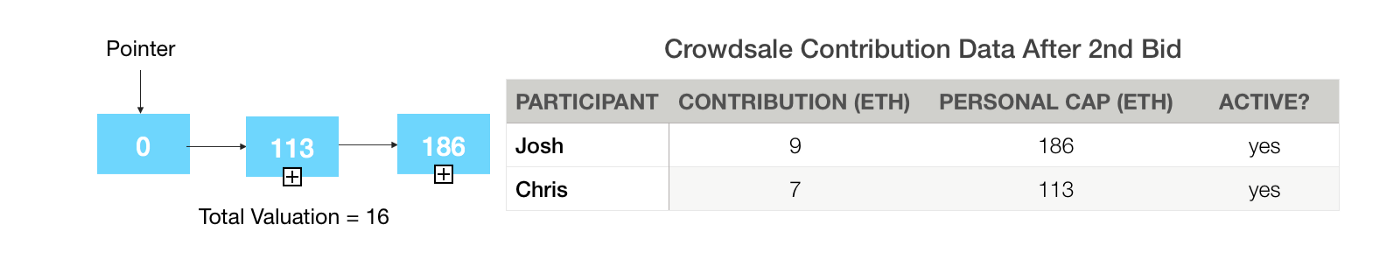 Pointer
0
113
186
Total Valuation = 16
Crowdsale Contribution Data After 2nd Bid
PARTICIPANT CONTRIBUTION (ETH) PERSONAL CAP (ETH) ACTIVE?
Josh 9 186 yes
Chris 7 113 yes